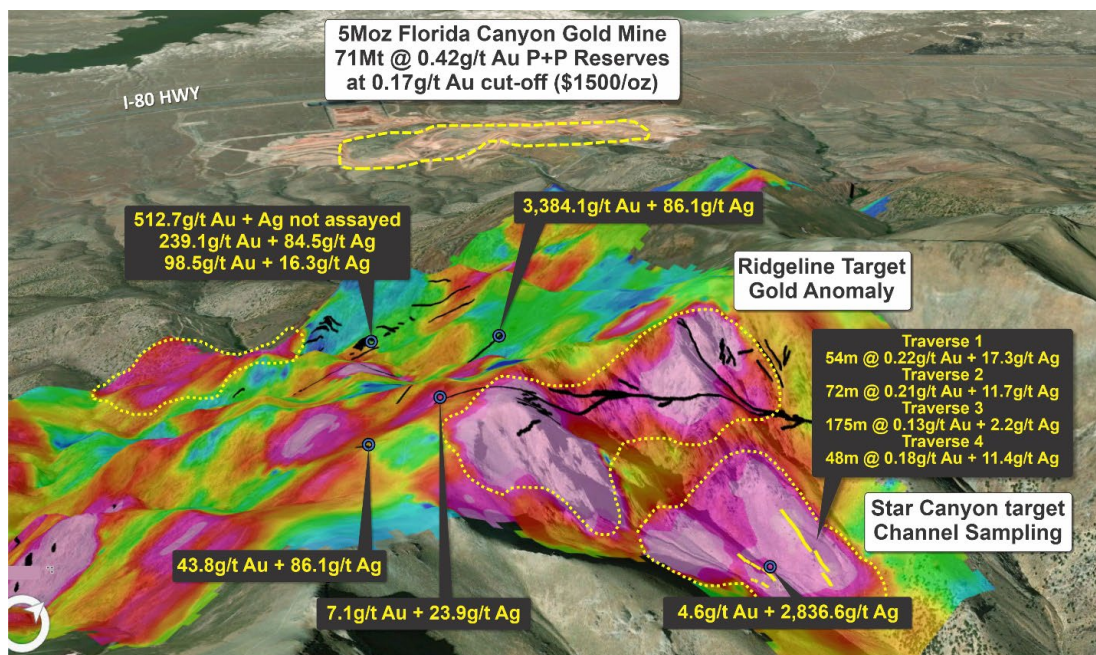 5Moz Florida Canyon Gold Mine
71Mt @ 0.42g/t Au P+P Reserves
at 0.17g/t Au cut-off ($1500/oz)
I-80 HWY
512.7g/t Au + Ag not assayed
239.1g/t Au + 84.5g/t Ag
98.5g/t Au + 16.3g/t Ag
3,384.1g/t Au + 86.1g/t Ag
Ridgeline Target
Gold Anomaly
Traverse 1
54m @ 0.22g/t Au + 17.3g/t Ag
Traverse 2
72m @ 0.21g/t Au + 11.7g/t Ag
Traverse 3
175m @ 0.13g/t Au + 2.2g/t Ag
Traverse 4
48m @ 0.18g/t Au + 11.4g/t Ag
Star Canyon target
Channel Sampling
43.8g/t Au + 86.1g/t Ag
7.1g/t Au + 23.9g/t Ag
4.6g/t Au + 2,836.6g/t Ag